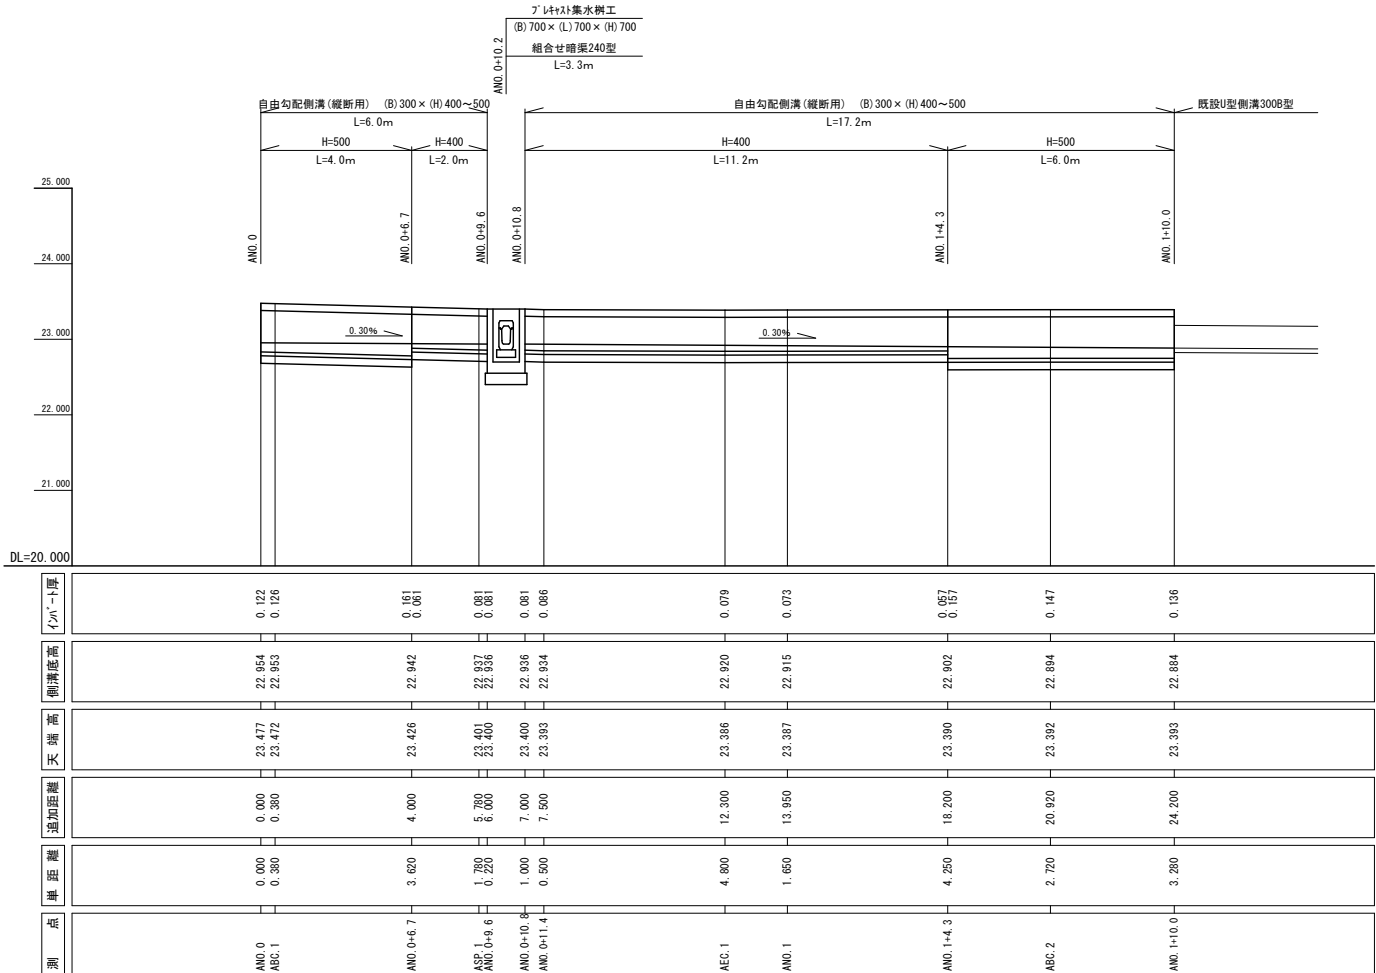 プレキャスト集水桝工
(B)700×(L)700×(H)700
組合せ暗渠240型
L=3.3m
ANO.0+10.2
自由勾配側溝(縦断用) (B)300×(H)400～500
L=6.0m
自由勾配側溝(縦断用) (B)300×(H)400～500
L=17.2m
既設U型側溝300B型
H=500
L=4.0m
H=400
L=2.0m
H=400
L=11.2m
H=500
L=6.0m
ANO.0
ANO.0+6.7
ANO.0+9.6
ANO.0+10.8
ANO.1+4.3
ANO.1+10.0
25.000
24.000
23.000
22.000
21.000
DL=20.000
0.30%
0.30%
インバート厚
0.122
0.126
0.161
0.061
0.081
0.081
0.081
0.086
0.079
0.073
0.057
0.157
0.147
0.136
側溝底高
22.954
22.953
22.942
22.937
22.936
22.936
22.934
22.920
22.915
22.902
22.894
22.884
天端高
23.477
23.472
23.426
23.401
23.400
23.400
23.393
23.386
23.387
23.390
23.392
23.393
追加距離
0.000
0.380
4.000
5.780
6.000
7.000
7.500
12.300
13.950
18.200
20.920
24.200
単距離
0.000
0.380
3.620
1.780
0.220
1.000
0.500
4.800
1.650
4.250
2.720
3.280
測点
ANO.0
ABC.1
ANO.0+6.7
ASP.1
ANO.0+9.6
ANO.0+10.8
ANO.0+11.4
AEC.1
ANO.1
ANO.1+4.3
ABC.2
ANO.1+10.0